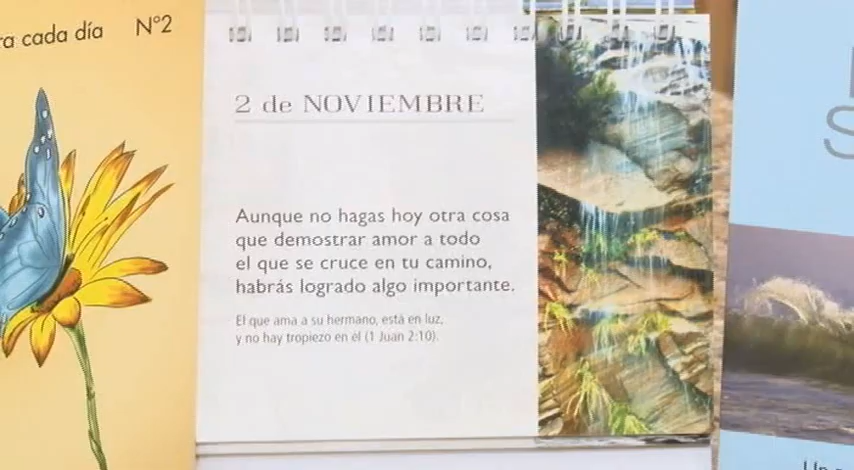 ra cada día Nº2
2 de NOVIEMBRE
Aunque no hagas hoy otra cosa
que demostrar amor a todo
el que se cruce en tu camino,
habrás logrado algo importante.
El que ama a su hermano, está en luz,
y no hay tropiezo en él (1 Juan 2:10).